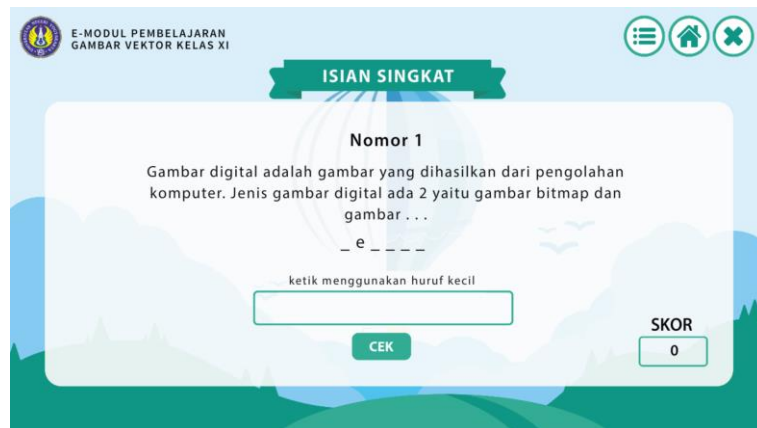 E-MODUL PEMBELAJARAN
GAMBAR VEKTOR KELAS XI
ISIAN SINGKAT
Nomor 1
Gambar digital adalah gambar yang dihasilkan dari pengolahan
komputer. Jenis gambar digital ada 2 yaitu gambar bitmap dan
gambar . . .
_ e _ _ _ _
ketik menggunakan huruf kecil
CEK
SKOR
0